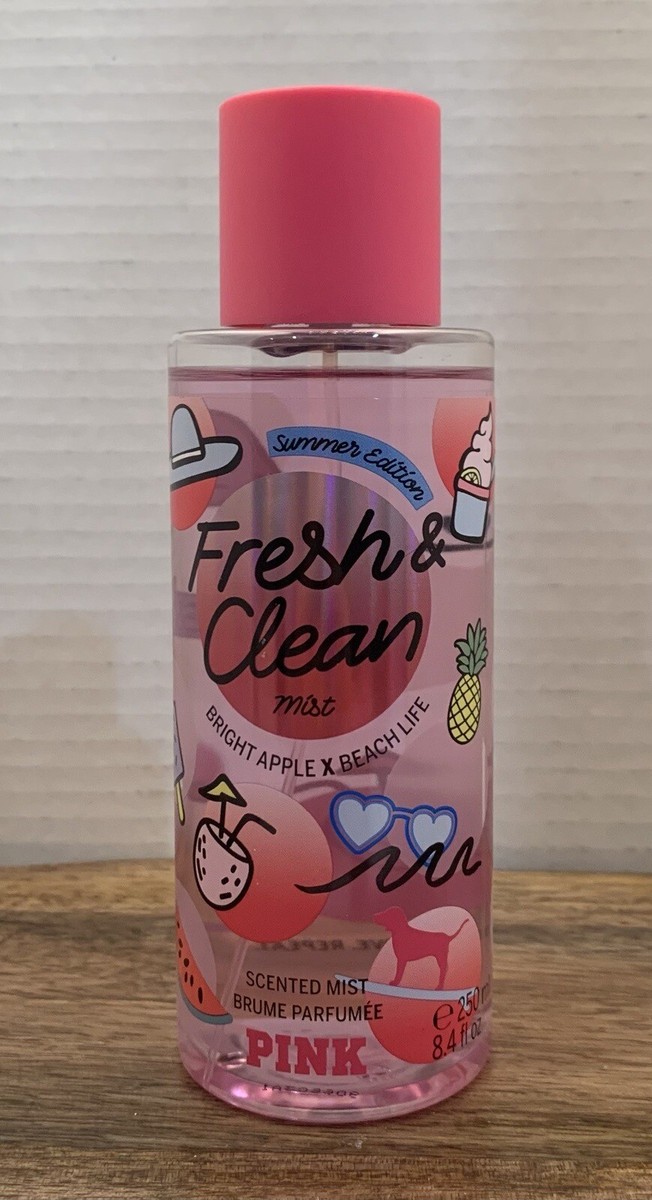 Summer Edition
Fresh &
Clean
Mist
BRIGHT APPLE X BEACH LIFE
SCENTED MIST
BRUME PARFUMÉE
PINK
e 250 m
8.4 fl oz